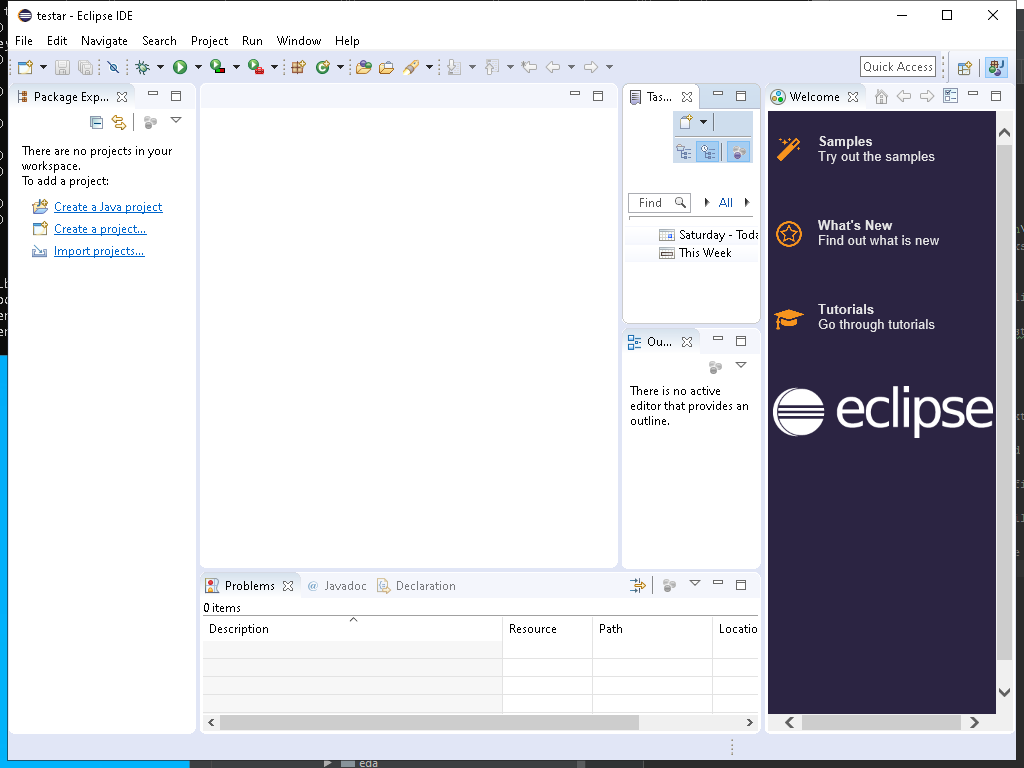 testar - Eclipse IDE
File Edit Navigate Search Project Run Window Help
Quick Access
Package Exp...
There are no projects in your
workspace.
To add a project:
Create a Java project
Create a project...
Import projects...
Tas...
Find
All
Saturday - Toda
This Week
Ou...
There is no active
editor that provides an
outline.
Welcome
Samples
Try out the samples
What's New
Find out what is new
Tutorials
Go through tutorials
eclipse
Problems @ Javadoc Declaration
0 items
Description Resource Path Locatio
eda